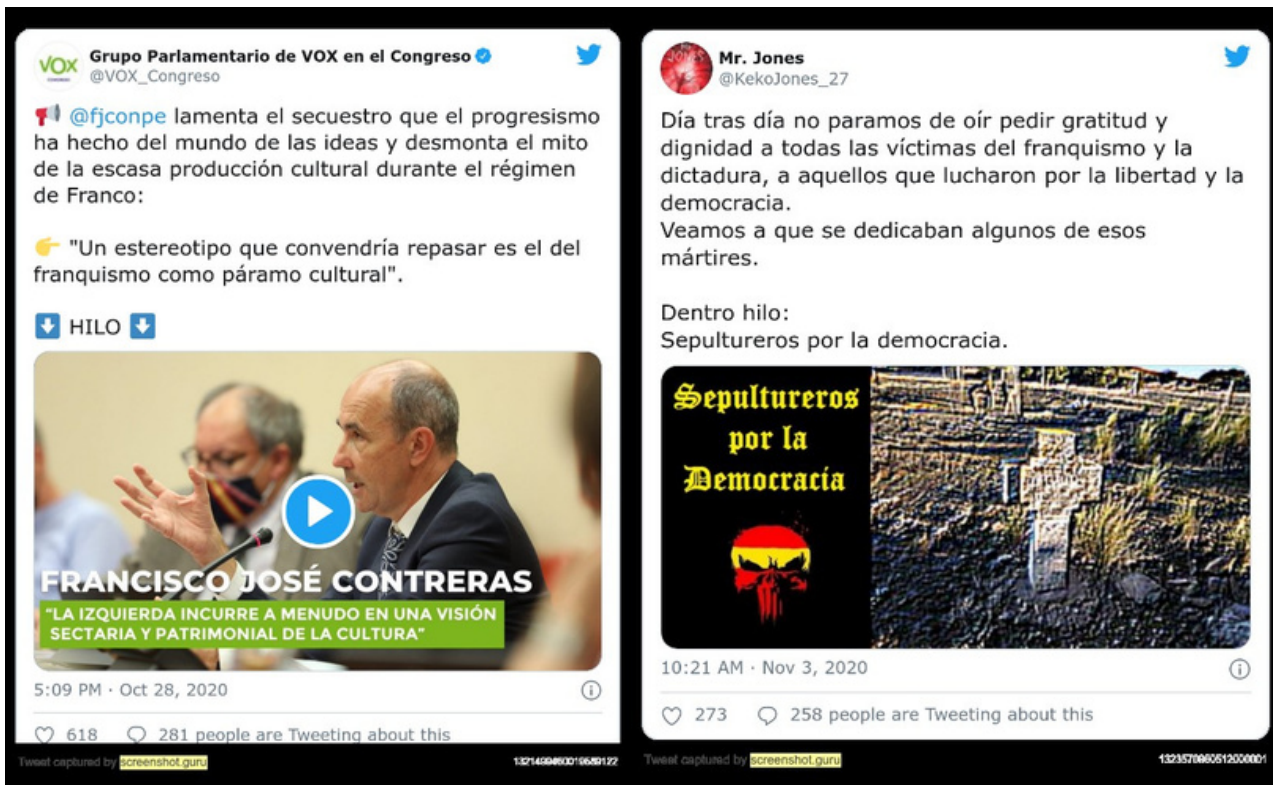 VOX
CONGRESO
Grupo Parlamentario de VOX en el Congreso
@VOX_Congreso
@fjconpe lamenta el secuestro que el progresismo
ha hecho del mundo de las ideas y desmonta el mito
de la escasa producción cultural durante el régimen
de Franco:
"Un estereotipo que convendría repasar es el del
franquismo como páramo cultural".
HILO
FRANCISCO JOSÉ CONTRERAS
"LA IZQUIERDA INCURRE A MENUDO EN UNA VISIÓN
SECTARIA Y PATRIMONIAL DE LA CULTURA"
5:09 PM · Oct 28, 2020
618 281 people are Tweeting about this
Tweet captured by screenshot.guru
JONES
Mr. Jones
@KekoJones_27
Día tras día no paramos de oír pedir gratitud y
dignidad a todas las víctimas del franquismo y la
dictadura, a aquellos que lucharon por la libertad y la
democracia.
Veamos a que se dedicaban algunos de esos
mártires.
Dentro hilo:
Sepultureros por la democracia.
Sepultureros
por la
Democracia
10:21 AM · Nov 3, 2020
273 258 people are Tweeting about this
Tweet captured by screenshot.guru